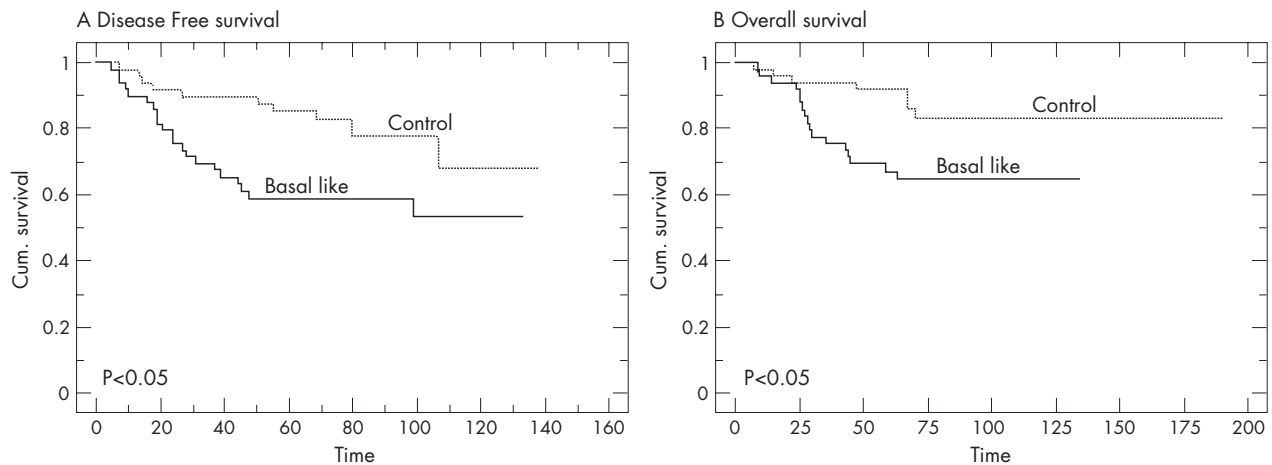 A Disease Free survival
Cum. survival
1
0.8
0.6
0.4
0.2
0
Control
Basal like
P<0.05
0 20 40 60 80 100 120 140 160
Time
B Overall survival
Cum. survival
1
0.8
0.6
0.4
0.2
0
Control
Basal like
P<0.05
0 25 50 75 100 125 150 175 200
Time